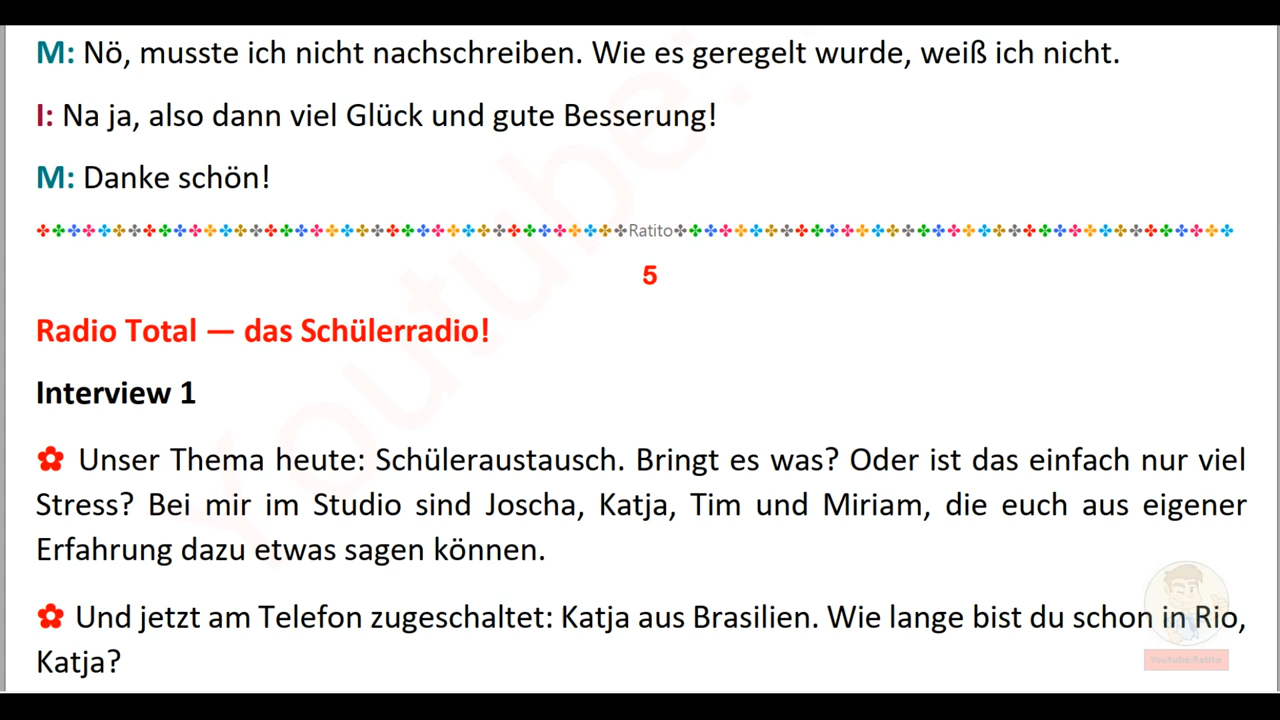 M: Nö, musste ich nicht nachschreiben. Wie es geregelt wurde, weiß ich nicht.
I: Na ja, also dann viel Glück und gute Besserung!
M: Danke schön!
Ratito
5
Radio Total — das Schülerradio!
Interview 1
Unser Thema heute: Schüleraustausch. Bringt es was? Oder ist das einfach nur viel
Stress? Bei mir im Studio sind Joscha, Katja, Tim und Miriam, die euch aus eigener
Erfahrung dazu etwas sagen können.
Und jetzt am Telefon zugeschaltet: Katja aus Brasilien. Wie lange bist du schon in Rio,
Katja?
Youtube:Ratito
Youtube: